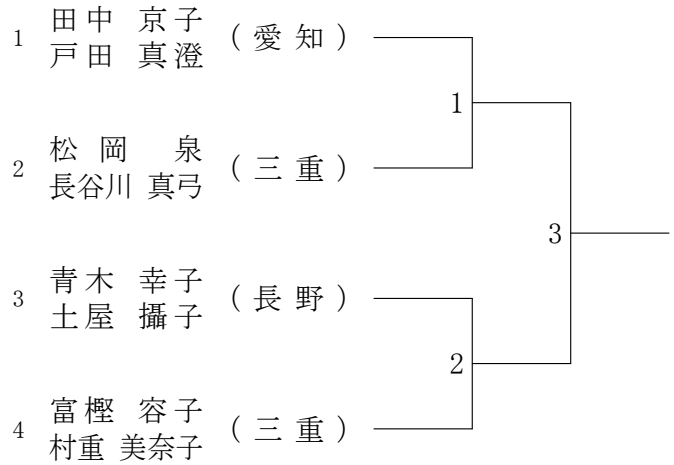 1 田中 京子 (愛知)
戸田 真澄
1
2 松岡 泉 (三重)
長谷川 真弓
3
3 青木 幸子 (長野)
土屋 攝子
2
4 富樫 容子 (三重)
村重 美奈子